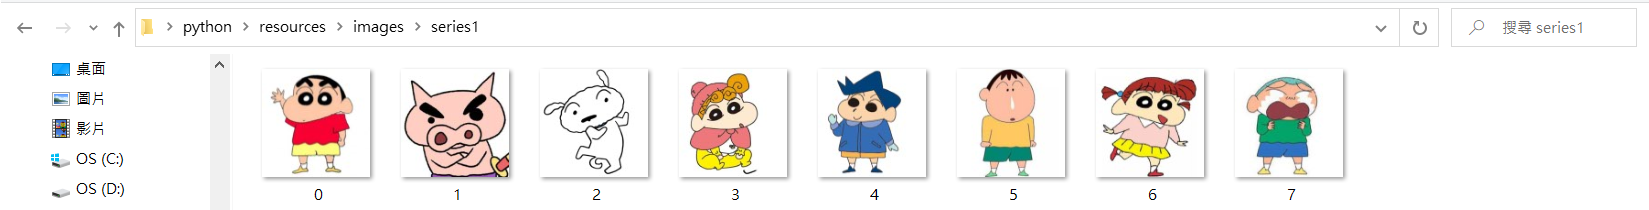 python > resources > images > series1
搜尋 series1
桌面
圖片
影片
OS (C:)
OS (D:)
0 1 2 3 4 5 6 7